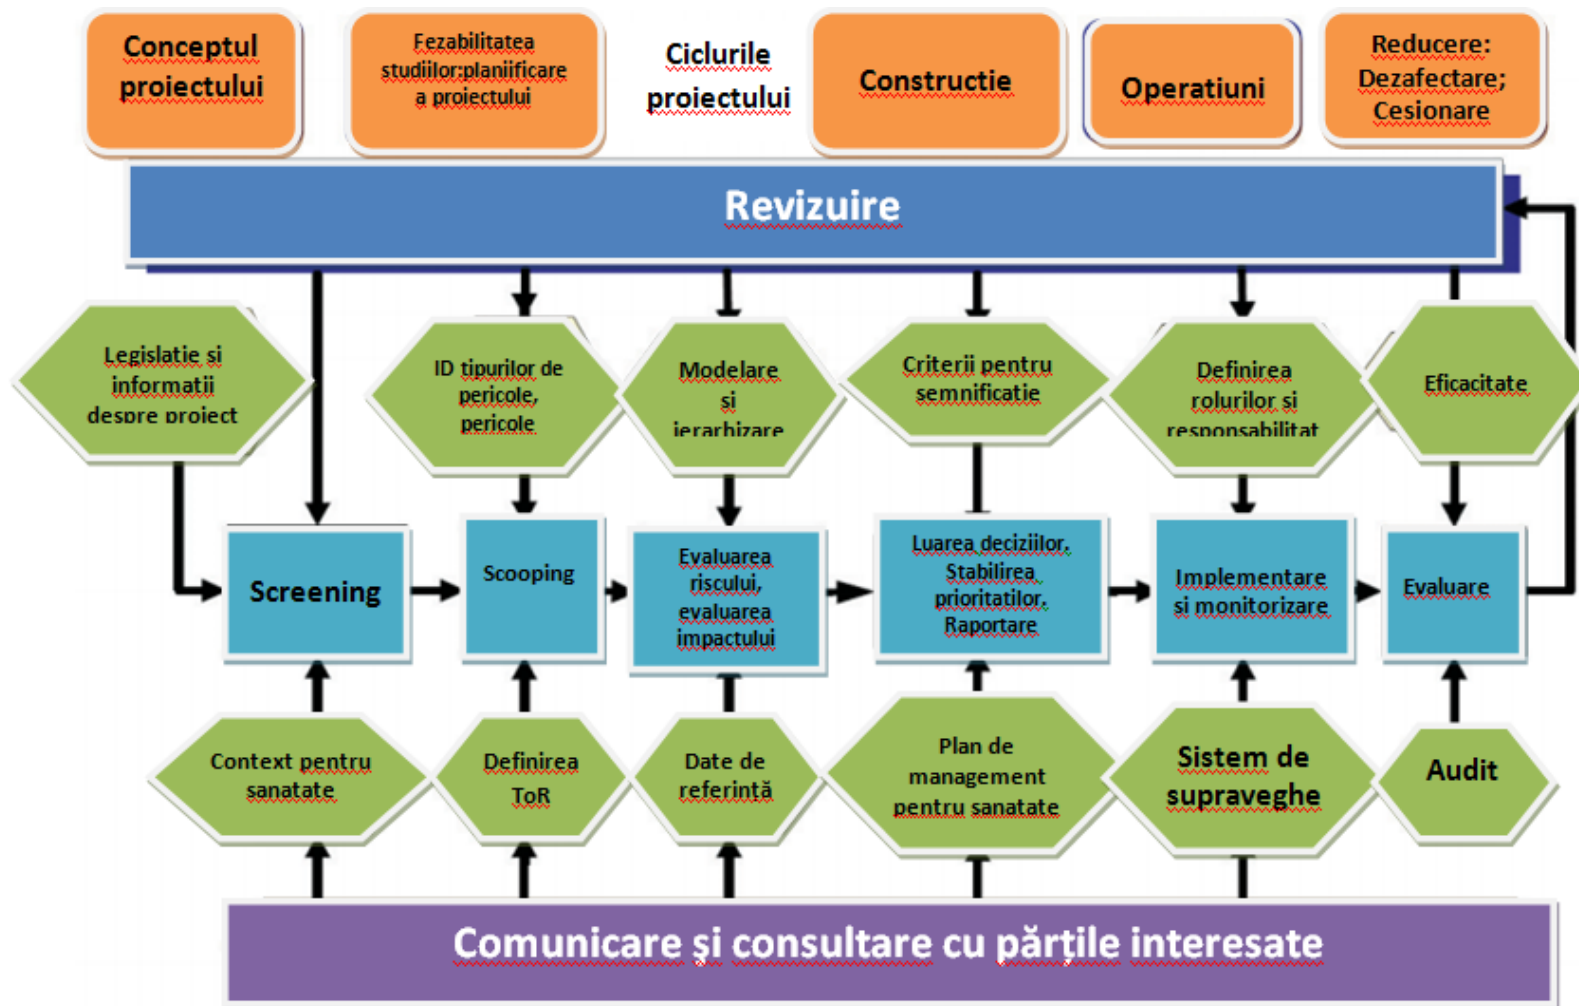 Conceptul
proiectului
Fezabilitatea
studiilor:planiificare
a proiectului
Ciclurile
proiectului
Constructie
Operatiuni
Reducere:
Dezafectare;
Cesionare
Revizuire
Legislatie si
informatii
despre proiect
ID tipurilor de
pericole,
pericole
Modelare
si
ierarhizare
Criterii pentru
semnificatie
Definirea
rolurilor si
responsabilitat
Eficacitate
Screening
Scooping
Evaluarea
riscului,
evaluarea
impactului
Luarea deciziilor,
Stabilirea
prioritatilor,
Raportare
Implementare
si monitorizare
Evaluare
Context pentru
sanatate
Definirea
ToR
Date de
referință
Plan de
management
pentru sanatate
Sistem de
supraveghe
Audit
Comunicare și consultare cu părțile interesate